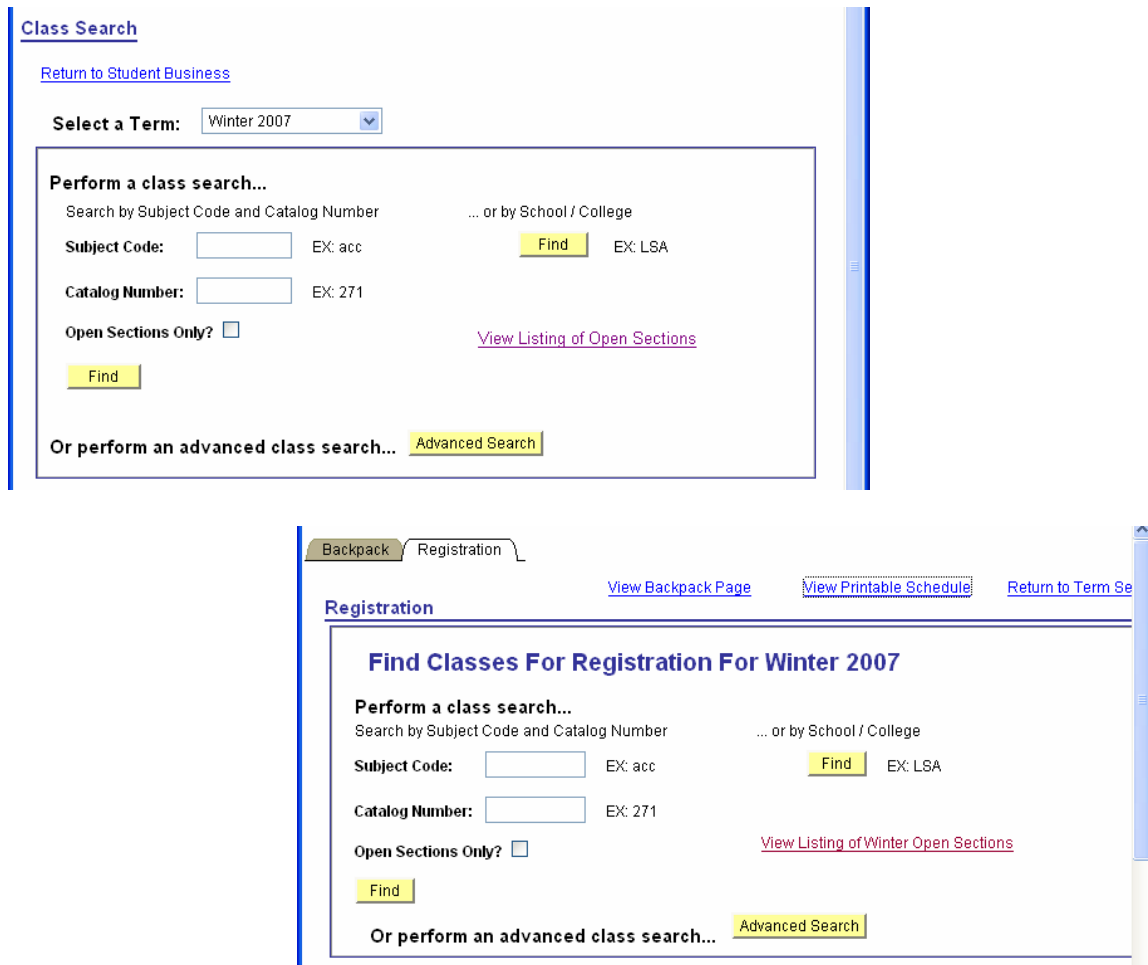 Class Search
Return to Student Business
Select a Term: Winter 2007
Perform a class search...
Search by Subject Code and Catalog Number ... or by School / College
Subject Code: EX: acc Find EX: LSA
Catalog Number: EX: 271
Open Sections Only? View Listing of Open Sections
Find
Or perform an advanced class search... Advanced Search
Backpack Registration
View Backpack Page View Printable Schedule Return to Term Se
Registration
Find Classes For Registration For Winter 2007
Perform a class search...
Search by Subject Code and Catalog Number ... or by School / College
Subject Code: EX: acc Find EX: LSA
Catalog Number: EX: 271
Open Sections Only? View Listing of Winter Open Sections
Find
Or perform an advanced class search... Advanced Search